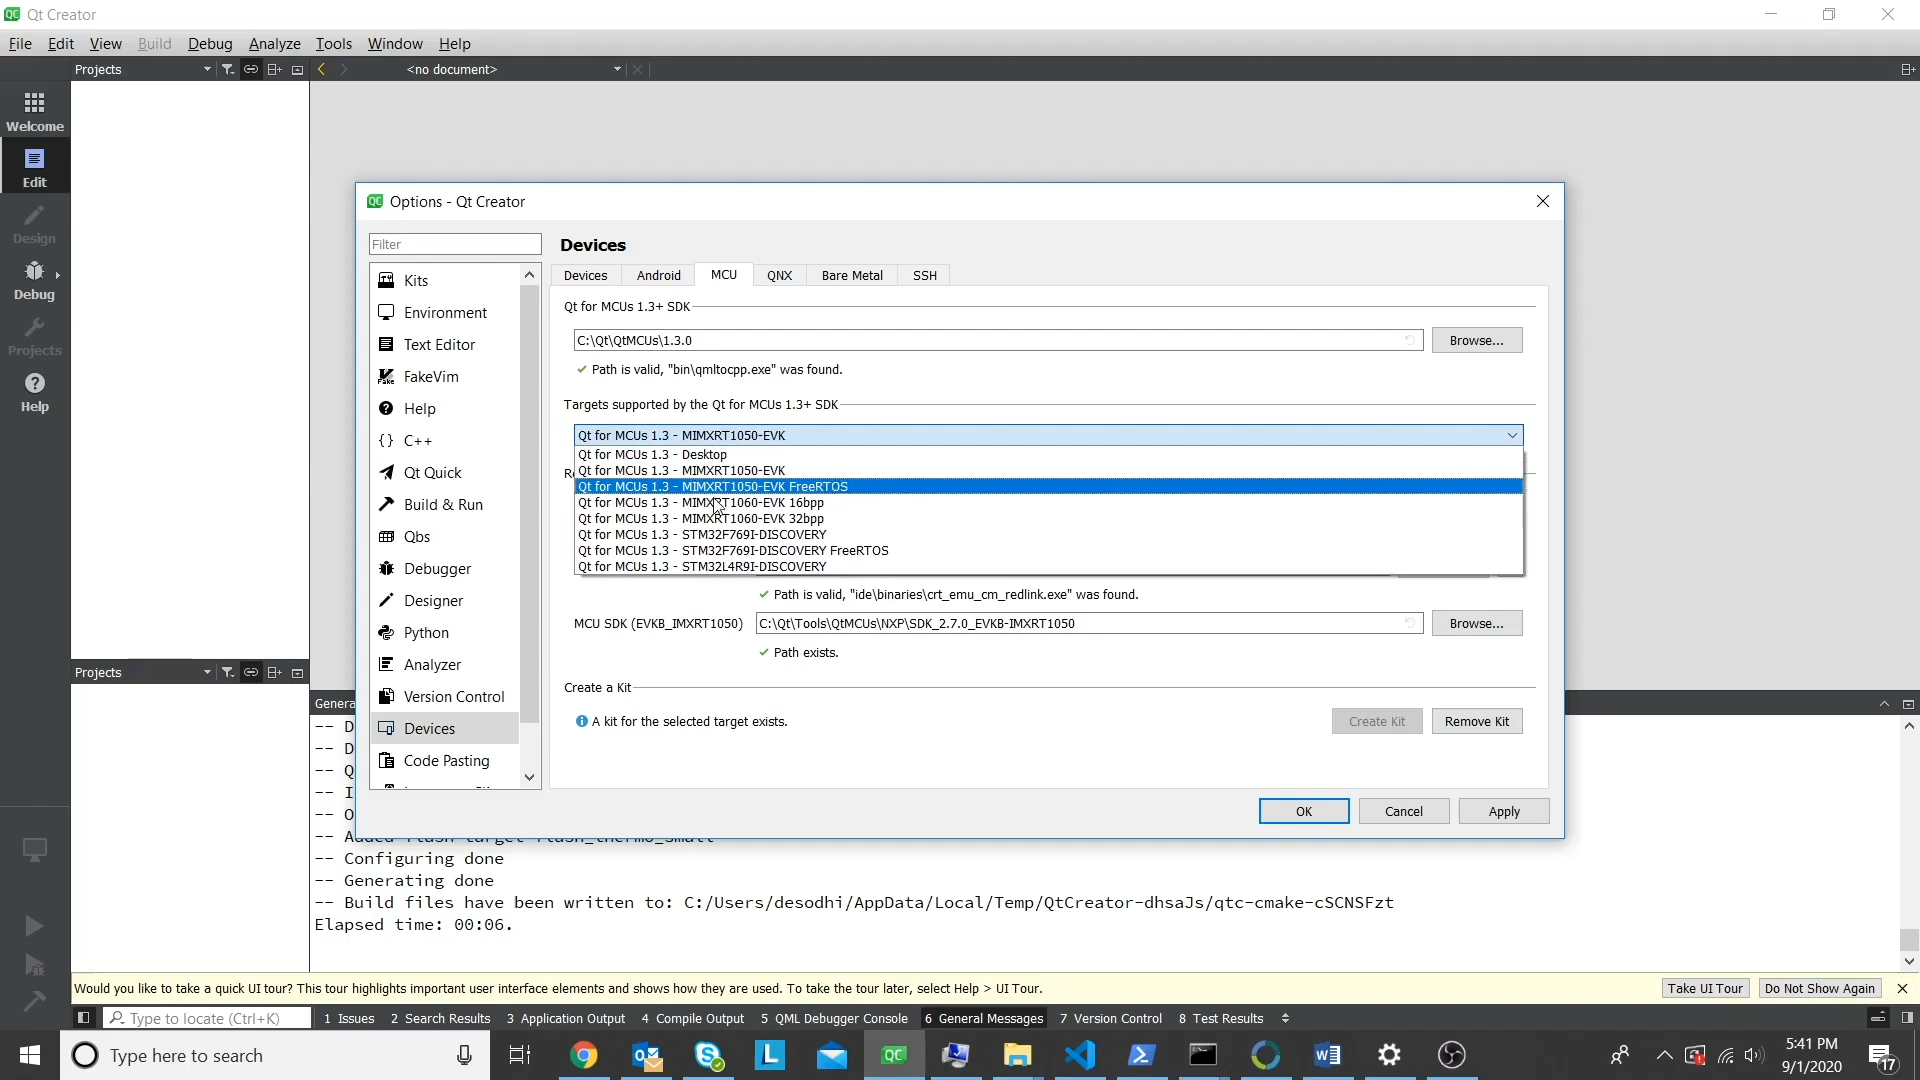 Qt Creator
File Edit View Build Debug Analyze Tools Window Help
Projects <no document>
Welcome
Edit
Design
Debug
Projects
Help
Options - Qt Creator
Filter
Kits
Environment
Text Editor
FakeVim
Help
C++
Qt Quick
Build & Run
Qbs
Debugger
Designer
Python
Analyzer
Version Control
Devices
Code Pasting
Devices
Devices Android MCU QNX Bare Metal SSH
Qt for MCUs 1.3+ SDK
C:\Qt\QtMCUs\1.3.0 Browse...
Path is valid, "bin\qmltocpp.exe" was found.
Targets supported by the Qt for MCUs 1.3+ SDK
Qt for MCUs 1.3 - MIMXRT1050-EVK
Qt for MCUs 1.3 - Desktop
Qt for MCUs 1.3 - MIMXRT1050-EVK
Qt for MCUs 1.3 - MIMXRT1050-EVK FreeRTOS
Qt for MCUs 1.3 - MIMXRT1060-EVK 16bpp
Qt for MCUs 1.3 - MIMXRT1060-EVK 32bpp
Qt for MCUs 1.3 - STM32F769I-DISCOVERY
Qt for MCUs 1.3 - STM32F769I-DISCOVERY FreeRTOS
Qt for MCUs 1.3 - STM32L4R9I-DISCOVERY
Path is valid, "ide\binaries\crt_emu_cm_redlink.exe" was found.
MCU SDK (EVKB_IMXRT1050) C:\Qt\Tools\QtMCUs\NXP\SDK_2.7.0_EVKB-IMXRT1050 Browse...
Path exists.
Create a Kit
A kit for the selected target exists. Create Kit Remove Kit
OK Cancel Apply
Projects
Genera
-- D
-- D
-- Q
-- I
-- O
-- Configuring done
-- Generating done
-- Build files have been written to: C:/Users/desodhi/AppData/Local/Temp/QtCreator-dhsaJs/qtc-cmake-cSCNSFzt
Elapsed time: 00:06.
Would you like to take a quick UI tour? This tour highlights important user interface elements and shows how they are used. To take the tour later, select Help > UI Tour. Take UI Tour Do Not Show Again
Type to locate (Ctrl+K) 1 Issues 2 Search Results 3 Application Output 4 Compile Output 5 QML Debugger Console 6 General Messages 7 Version Control 8 Test Results
Type here to search
5:41 PM
9/1/2020
17